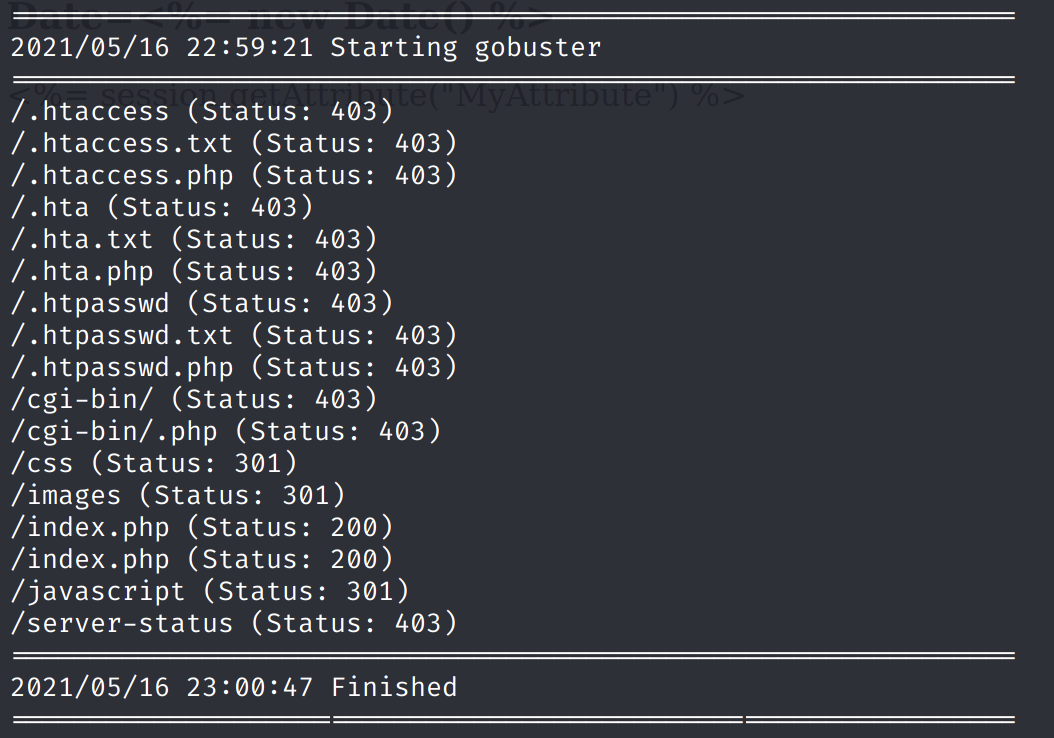 Date=<%= new Date() %>
2021/05/16 22:59:21 Starting gobuster
<%= session.getAttribute("MyAttribute") %>
/.htaccess (Status: 403)
/.htaccess.txt (Status: 403)
/.htaccess.php (Status: 403)
/.hta (Status: 403)
/.hta.txt (Status: 403)
/.hta.php (Status: 403)
/.htpasswd (Status: 403)
/.htpasswd.txt (Status: 403)
/.htpasswd.php (Status: 403)
/cgi-bin/ (Status: 403)
/cgi-bin/.php (Status: 403)
/css (Status: 301)
/images (Status: 301)
/index.php (Status: 200)
/index.php (Status: 200)
/javascript (Status: 301)
/server-status (Status: 403)
2021/05/16 23:00:47 Finished